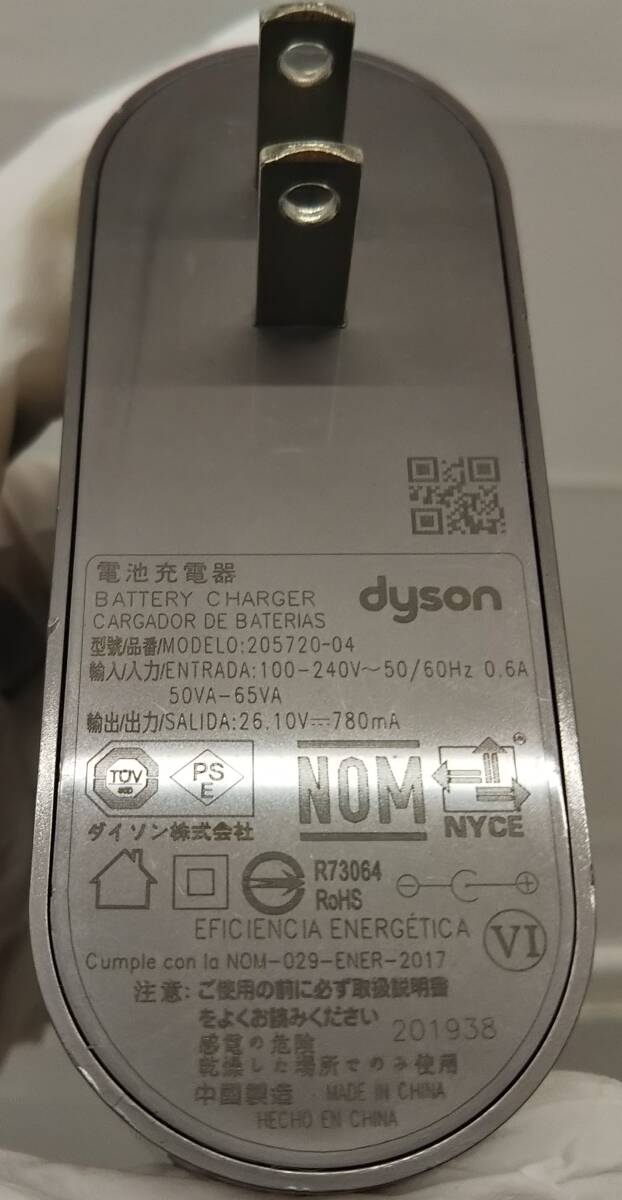 電池充電器
BATTERY CHARGER
CARGADOR DE BATERIAS
dyson
型號/品番/MODELO:205720-04
輸入/入力/ENTRADA:100-240V～50/60Hz 0.6A
50VA-65VA
輸出/出力/SALIDA:26.10V⎓780mA
TÜV
PS
E
NOM
NYCE
ダイソン株式会社
R73064
RoHS
EFICIENCIA ENERGÉTICA
VI
Cumple con la NOM-029-ENER-2017
注意:ご使用の前に必ず取扱説明書
をよくお読みください
201938
感電の危険
乾燥した場所でのみ使用
中國製造 · MADE IN CHINA
HECHO EN CHINA